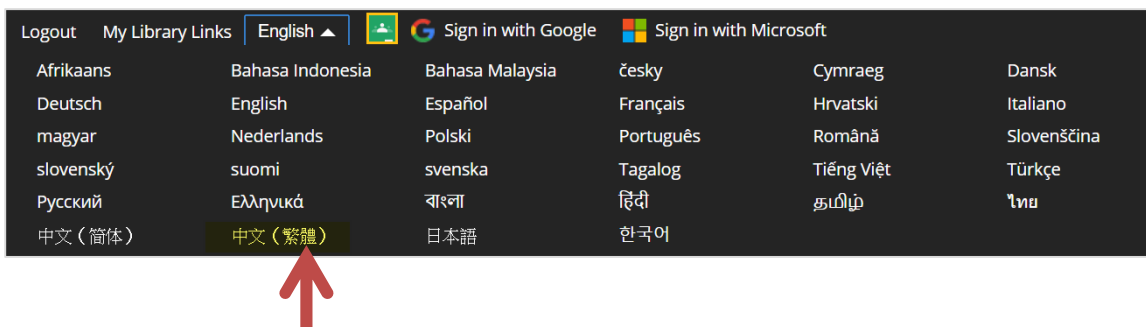 Logout My Library Links English ▲ Sign in with Google Sign in with Microsoft
Afrikaans Bahasa Indonesia Bahasa Malaysia česky Cymraeg Dansk
Deutsch English Español Français Hrvatski Italiano
magyar Nederlands Polski Português Română Slovenščina
slovenský suomi svenska Tagalog Tiếng Việt Türkçe
Русский Ελληνικά বাংলা हिंदी தமிழ் ไทย
中文（简体） 中文（繁體） 日本語 한국어